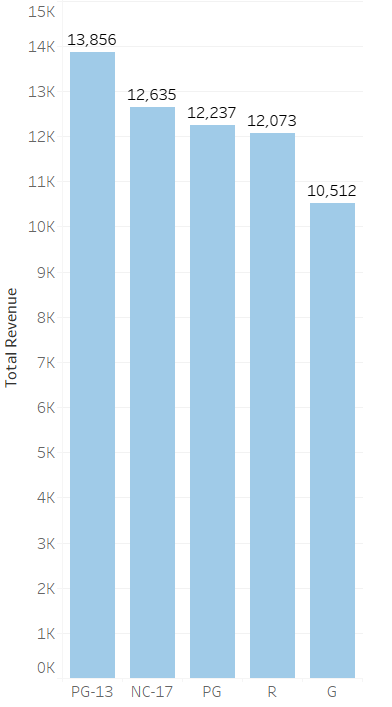 15K
14K
13K
12K
11K
10K
9K
8K
7K
6K
5K
4K
3K
2K
1K
0K
Total Revenue
13,856
12,635
12,237
12,073
10,512
PG-13
NC-17
PG
R
G